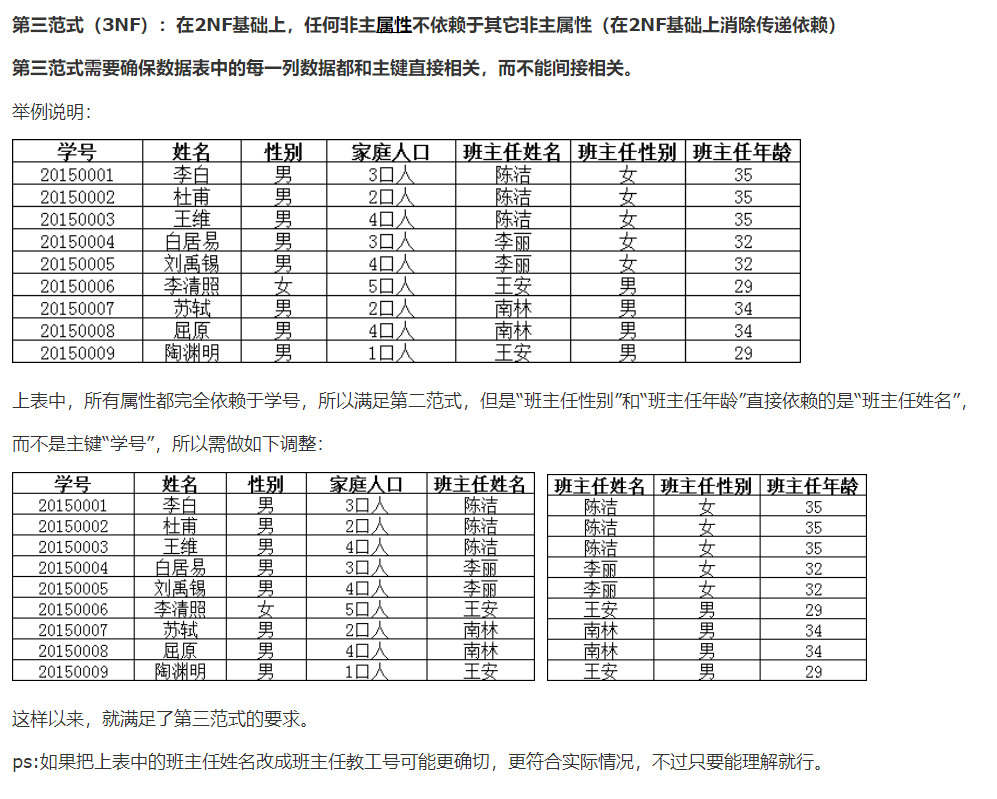 第三范式（3NF）：在2NF基础上，任何非主属性不依赖于其它非主属性（在2NF基础上消除传递依赖）
第三范式需要确保数据表中的每一列数据都和主键直接相关，而不能间接相关。
举例说明：
学号 姓名 性别 家庭人口 班主任姓名 班主任性别 班主任年龄
20150001 李白 男 3口人 陈洁 女 35
20150002 杜甫 男 2口人 陈洁 女 35
20150003 王维 男 4口人 陈洁 女 35
20150004 白居易 男 3口人 李丽 女 32
20150005 刘禹锡 男 4口人 李丽 女 32
20150006 李清照 女 5口人 王安 男 29
20150007 苏轼 男 2口人 南林 男 34
20150008 屈原 男 4口人 南林 男 34
20150009 陶渊明 男 1口人 王安 男 29
上表中，所有属性都完全依赖于学号，所以满足第二范式，但是“班主任性别”和“班主任年龄”直接依赖的是“班主任姓名”，
而不是主键“学号”，所以需做如下调整：
学号 姓名 性别 家庭人口 班主任姓名 班主任姓名 班主任性别 班主任年龄
20150001 李白 男 3口人 陈洁 陈洁 女 35
20150002 杜甫 男 2口人 陈洁 陈洁 女 35
20150003 王维 男 4口人 陈洁 陈洁 女 35
20150004 白居易 男 3口人 李丽 李丽 女 32
20150005 刘禹锡 男 4口人 李丽 李丽 女 32
20150006 李清照 女 5口人 王安 王安 男 29
20150007 苏轼 男 2口人 南林 南林 男 34
20150008 屈原 男 4口人 南林 南林 男 34
20150009 陶渊明 男 1口人 王安 王安 男 29
这样以来，就满足了第三范式的要求。
ps:如果把上表中的班主任姓名改成班主任教工号可能更确切，更符合实际情况，不过只要能理解就行。